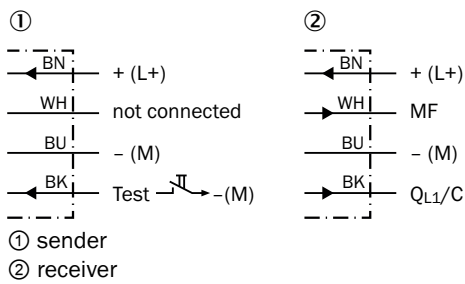 ① ②
BN + (L+) BN + (L+)
WH not connected WH MF
BU – (M) BU – (M)
BK Test –(M) BK QL1/C
① sender
② receiver